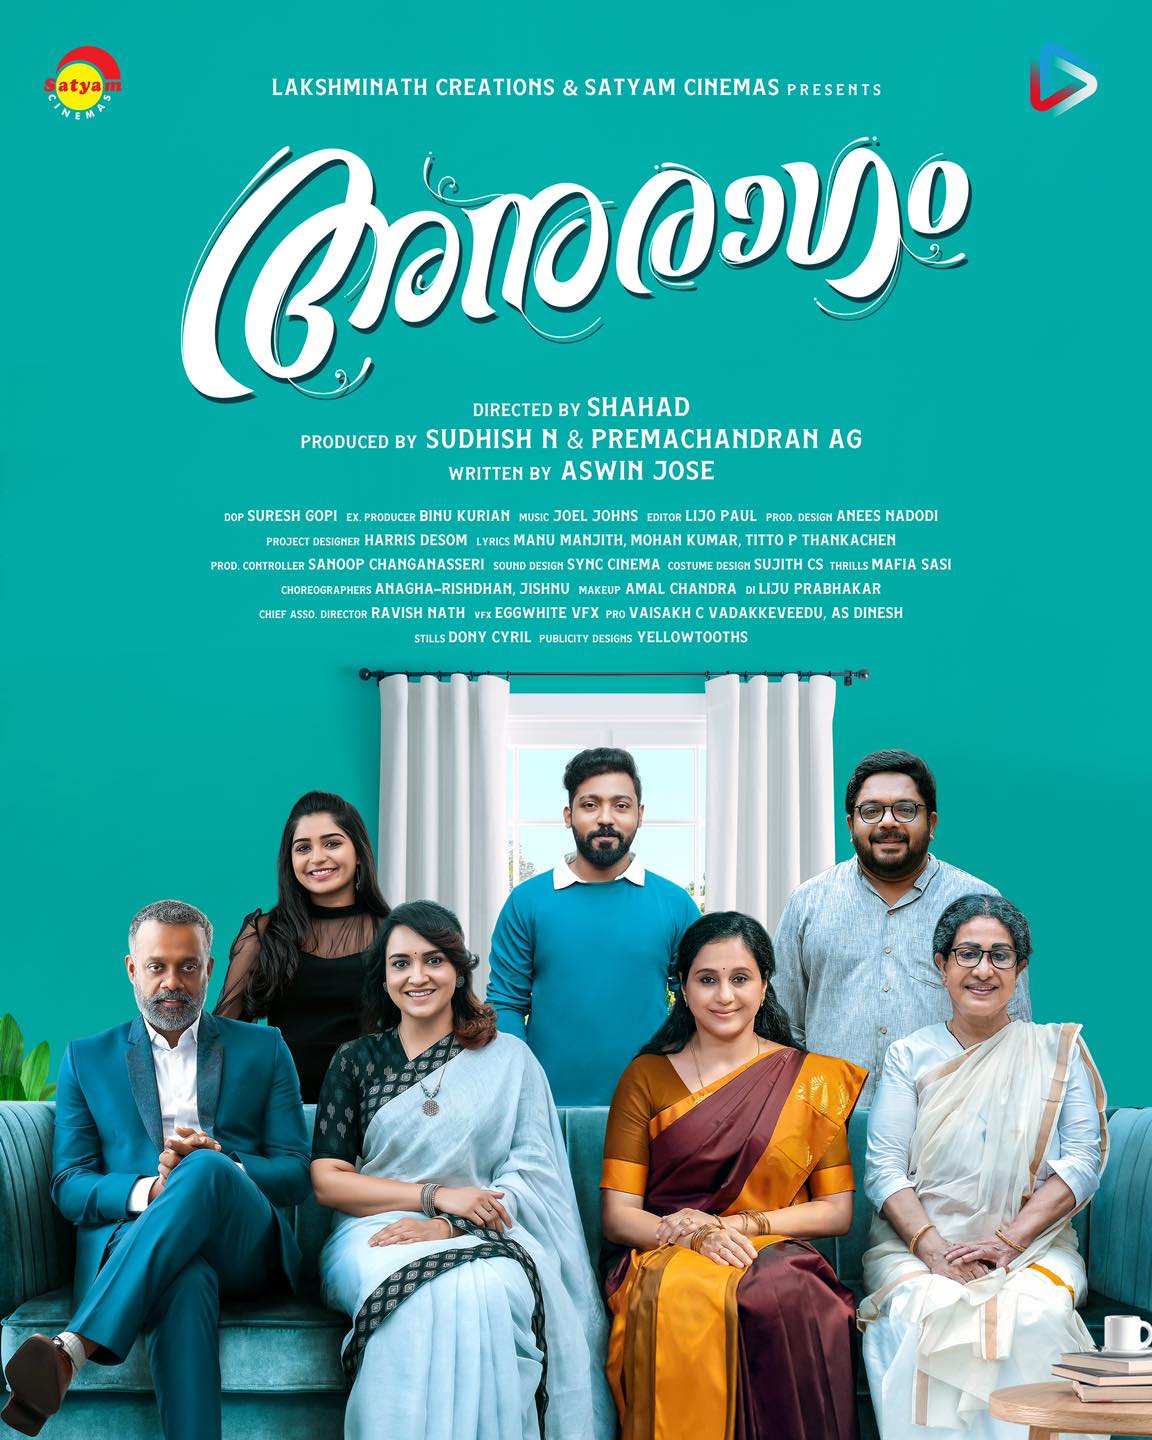 Satyam
CINEMAS
LAKSHMINATH CREATIONS & SATYAM CINEMAS PRESENTS
അനുരാഗം
DIRECTED BY SHAHAD
PRODUCED BY SUDHISH N & PREMACHANDRAN AG
WRITTEN BY ASWIN JOSE
DOP SURESH GOPI EX. PRODUCER BINU KURIAN MUSIC JOEL JOHNS EDITOR LIJO PAUL PROD. DESIGN ANEES NADODI
PROJECT DESIGNER HARRIS DESOM LYRICS MANU MANJITH, MOHAN KUMAR, TITTO P THANKACHEN
PROD. CONTROLLER SANOOP CHANGANASSERI SOUND DESIGN SYNC CINEMA COSTUME DESIGN SUJITH CS THRILLS MAFIA SASI
CHOREOGRAPHERS ANAGHA-RISHDHAN, JISHNU MAKEUP AMAL CHANDRA DI LIJU PRABHAKAR
CHIEF ASSO. DIRECTOR RAVISH NATH VFX EGGWHITE VFX PRO VAISAKH C VADAKKEVEEDU, AS DINESH
STILLS DONY CYRIL PUBLICITY DESIGNS YELLOWTOOTHS